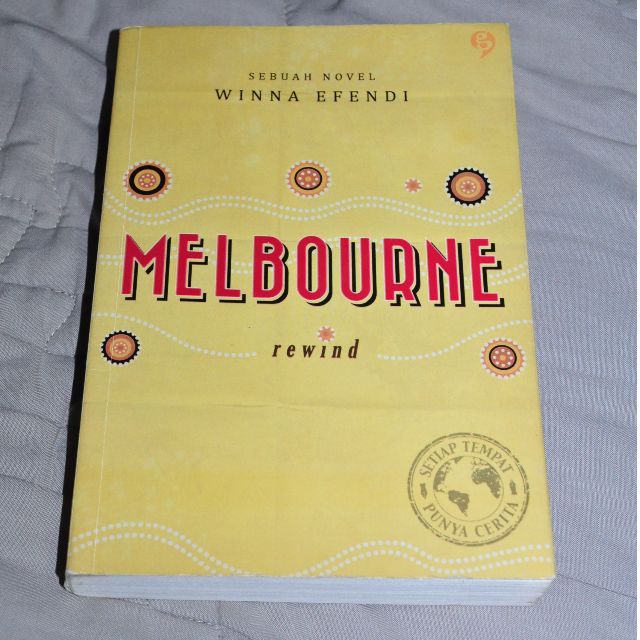 SEBUAH NOVEL
WINNA EFENDI
MELBOURNE
rewind
SETIAP TEMPAT
PUNYA CERITA